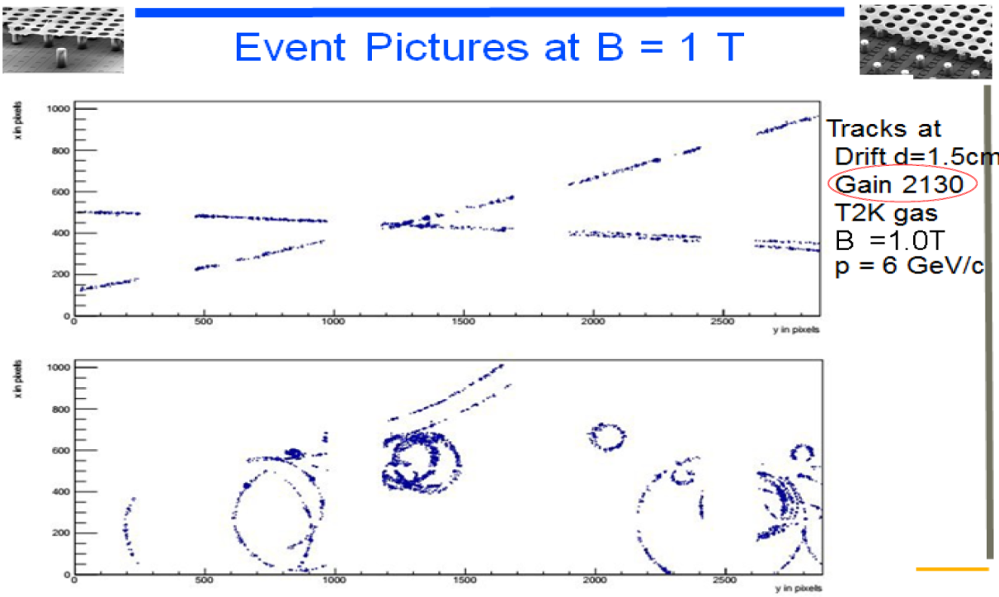 Event Pictures at B = 1 T
x in pixels
1000
800
600
400
200
0
0
500
1000
1500
2000
2500
y in pixels
Tracks at
Drift d=1.5cm
Gain 2130
T2K gas
B =1.0T
p = 6 GeV/c
x in pixels
1000
800
600
400
200
0
0
500
1000
1500
2000
2500
y in pixels